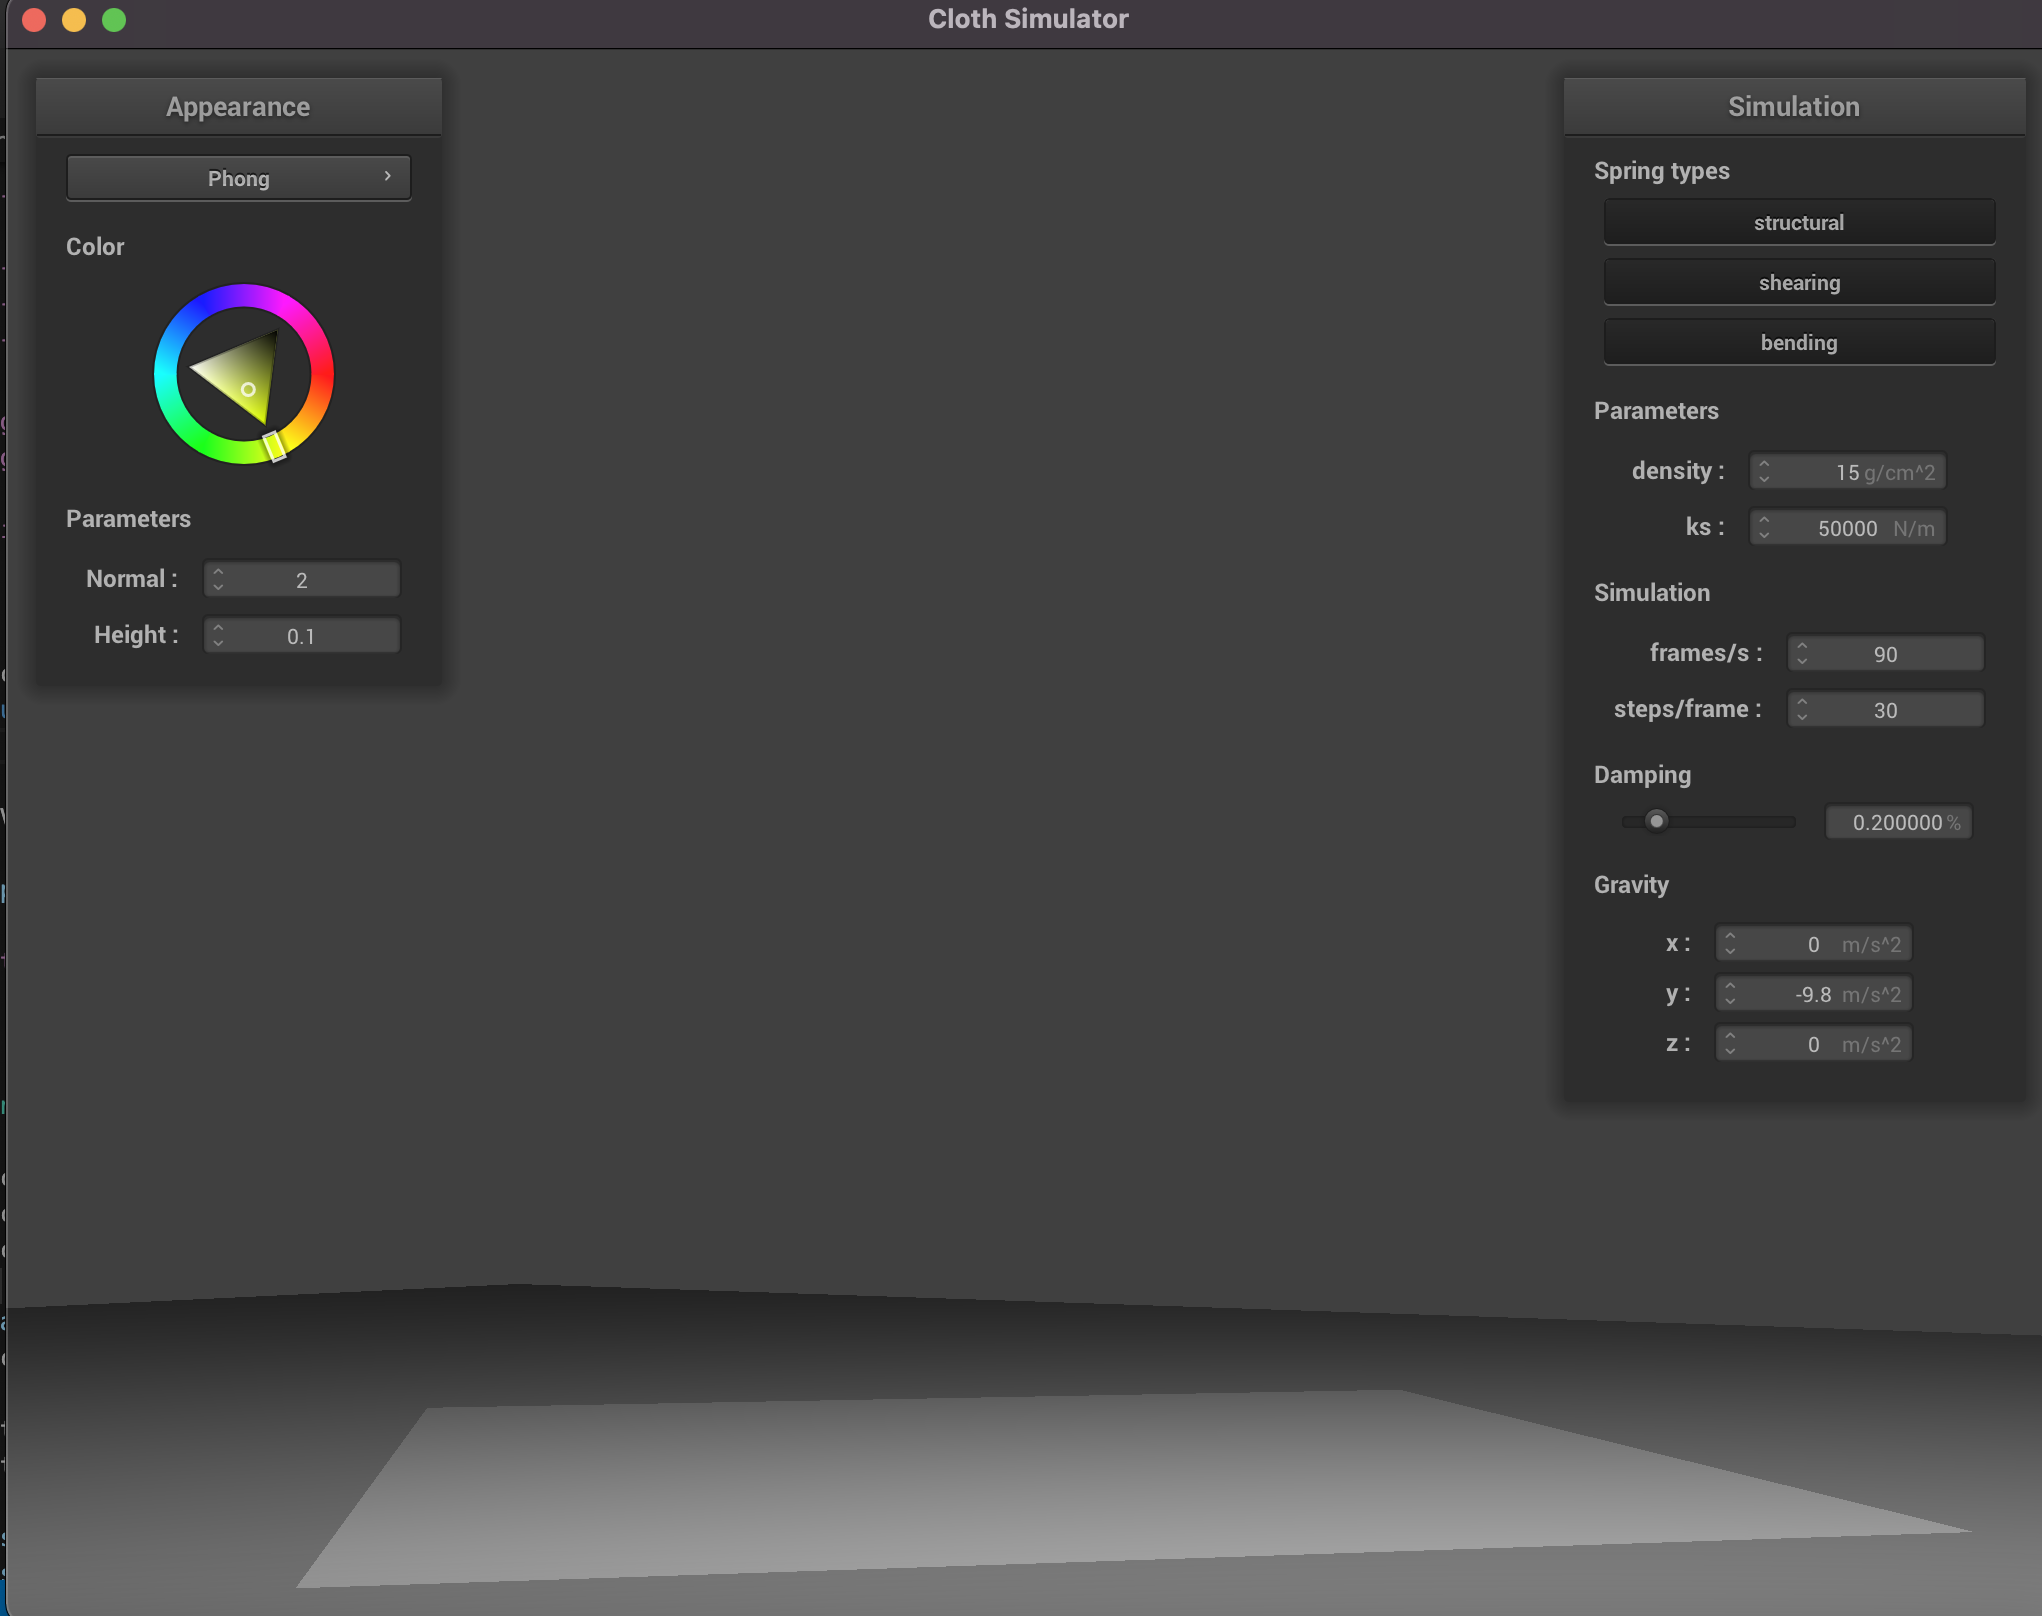 Cloth Simulator
Appearance
Phong
Color
Parameters
Normal : 2
Height : 0.1
Simulation
Spring types
structural
shearing
bending
Parameters
density : 15 g/cm^2
ks : 50000 N/m
Simulation
frames/s : 90
steps/frame : 30
Damping
0.200000 %
Gravity
x : 0 m/s^2
y : -9.8 m/s^2
z : 0 m/s^2